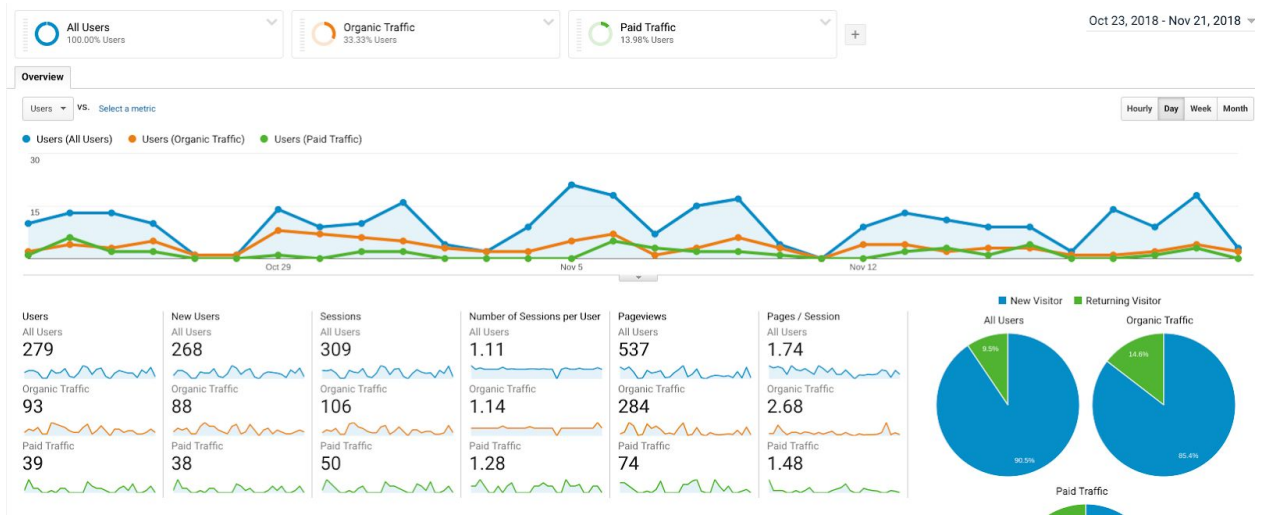 All Users
100.00% Users
Organic Traffic
33.33% Users
Paid Traffic
13.98% Users
+
Oct 23, 2018 - Nov 21, 2018
Overview
Users vs. Select a metric
Hourly Day Week Month
Users (All Users) Users (Organic Traffic) Users (Paid Traffic)
30
15
Oct 29 Nov 5 Nov 12
Users
All Users
279
Organic Traffic
93
Paid Traffic
39
New Users
All Users
268
Organic Traffic
88
Paid Traffic
38
Sessions
All Users
309
Organic Traffic
106
Paid Traffic
50
Number of Sessions per User
All Users
1.11
Organic Traffic
1.14
Paid Traffic
1.28
Pageviews
All Users
537
Organic Traffic
284
Paid Traffic
74
Pages / Session
All Users
1.74
Organic Traffic
2.68
Paid Traffic
1.48
New Visitor Returning Visitor
All Users
9.5%
90.5%
Organic Traffic
14.6%
85.4%
Paid Traffic